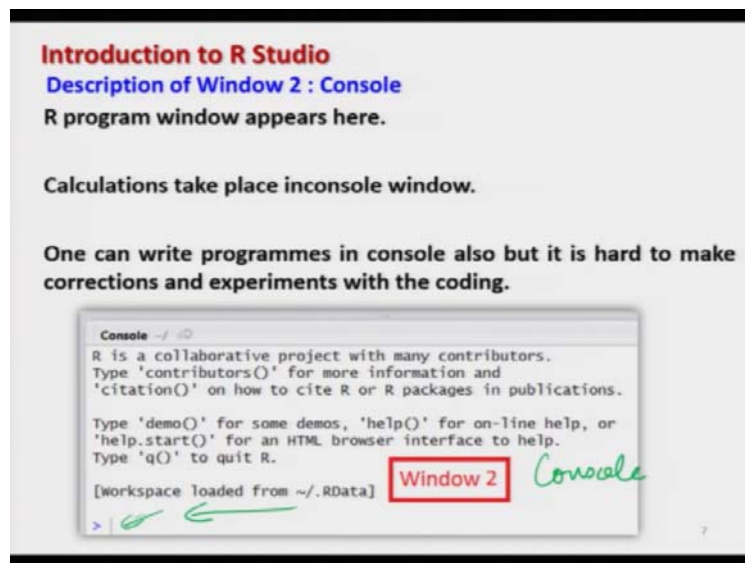 Introduction to R Studio
Description of Window 2 : Console
R program window appears here.
Calculations take place inconsole window.
One can write programmes in console also but it is hard to make
corrections and experiments with the coding.
Console ~/
R is a collaborative project with many contributors.
Type 'contributors()' for more information and
'citation()' on how to cite R or R packages in publications.
Type 'demo()' for some demos, 'help()' for on-line help, or
'help.start()' for an HTML browser interface to help.
Type 'q()' to quit R.
[Workspace loaded from ~/.RData]
Window 2
Console
>
7